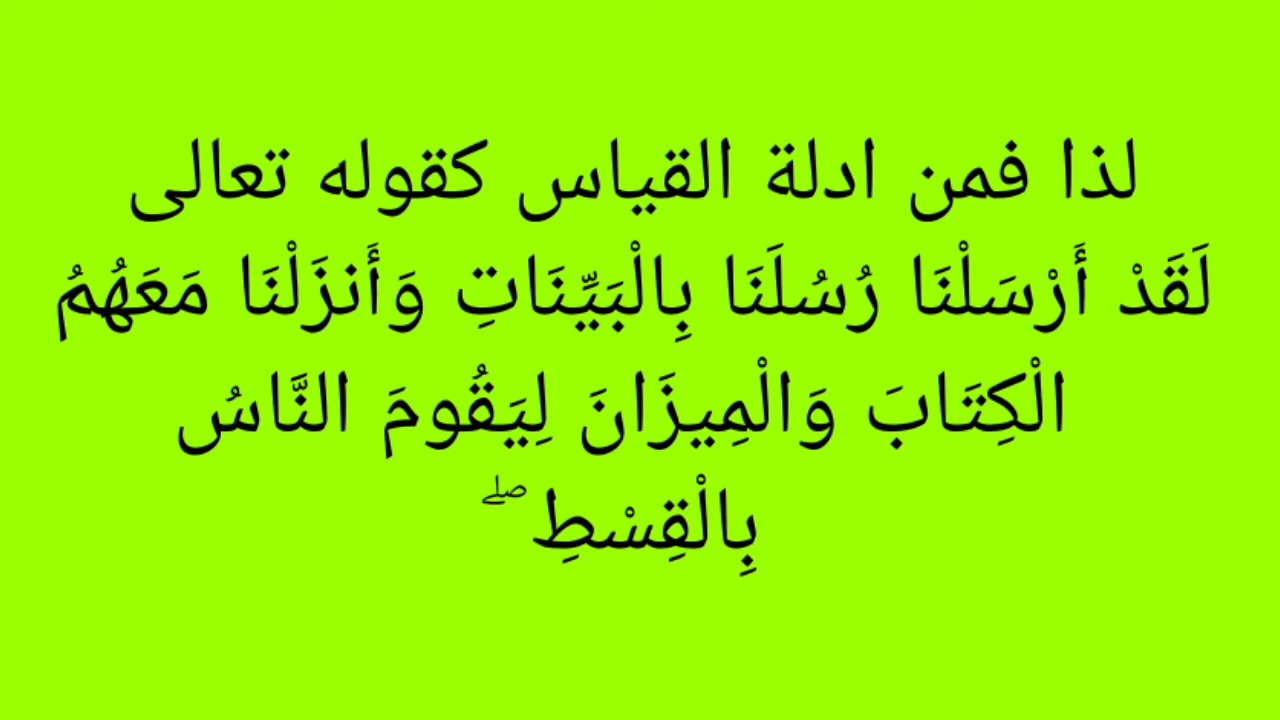 لذا فمن ادلة القياس كقوله تعالى
لَقَدْ أَرْسَلْنَا رُسُلَنَا بِالْبَيِّنَاتِ وَأَنزَلْنَا مَعَهُمُ
الْكِتَابَ وَالْمِيزَانَ لِيَقُومَ النَّاسُ
بِالْقِسْطِ ۖ